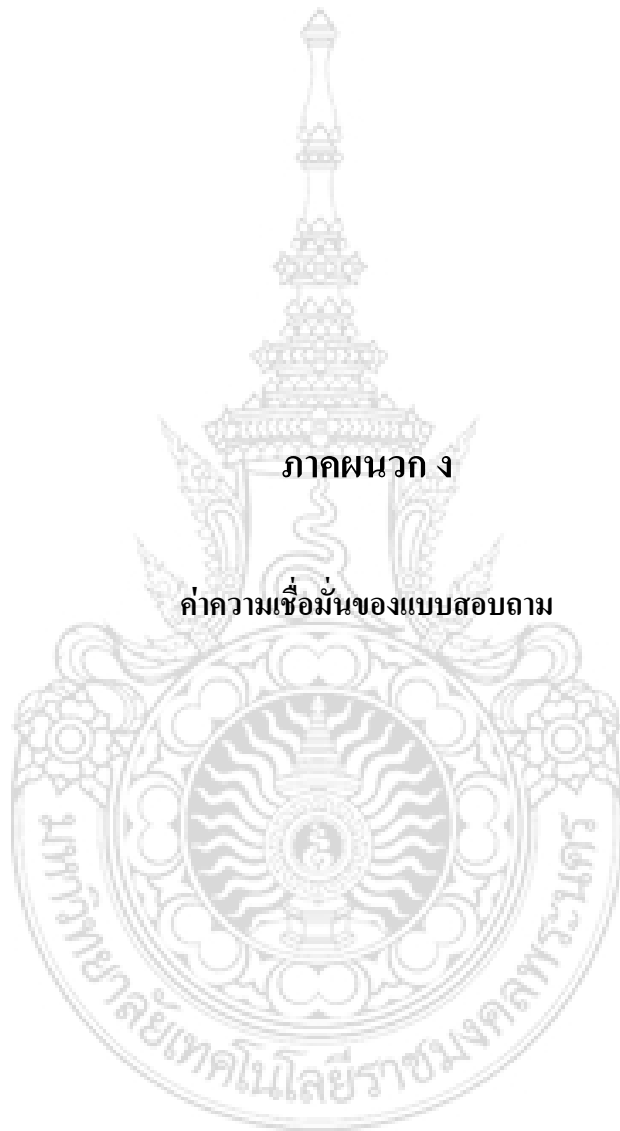 ภาคผนวก ง
ค่าความเชื่อมั่นของแบบสอบถาม
มหาวิทยาลัยเทคโนโลยีราชมงคลพระนคร